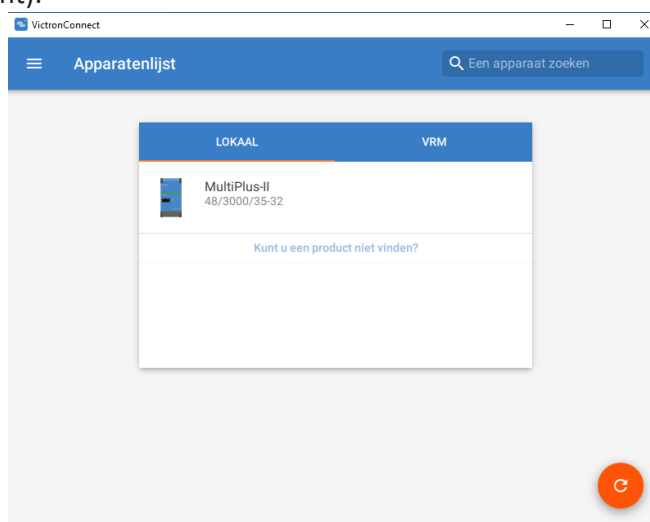 VictronConnect
Apparatenlijst
Een apparaat zoeken
LOKAAL
VRM
MultiPlus-II
48/3000/35-32
Kunt u een product niet vinden?